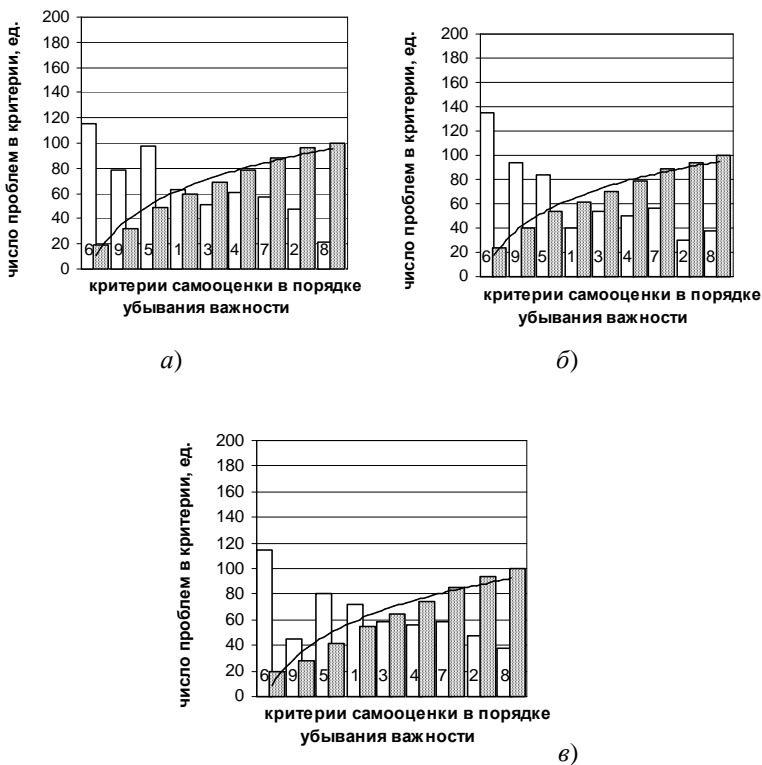 число проблем в критерии, ед.
200
180
160
140
120
100
80
60
40
20
0
6 9 5 1 3 4 7 2 8
критерии самооценки в порядке
убывания важности
а)
число проблем в критерии, ед.
200
180
160
140
120
100
80
60
40
20
0
6 9 5 1 3 4 7 2 8
критерии самооценки в порядке
убывания важности
б)
число проблем в критерии, ед.
200
180
160
140
120
100
80
60
40
20
0
6 9 5 1 3 4 7 2 8
критерии самооценки в порядке
убывания важности
в)